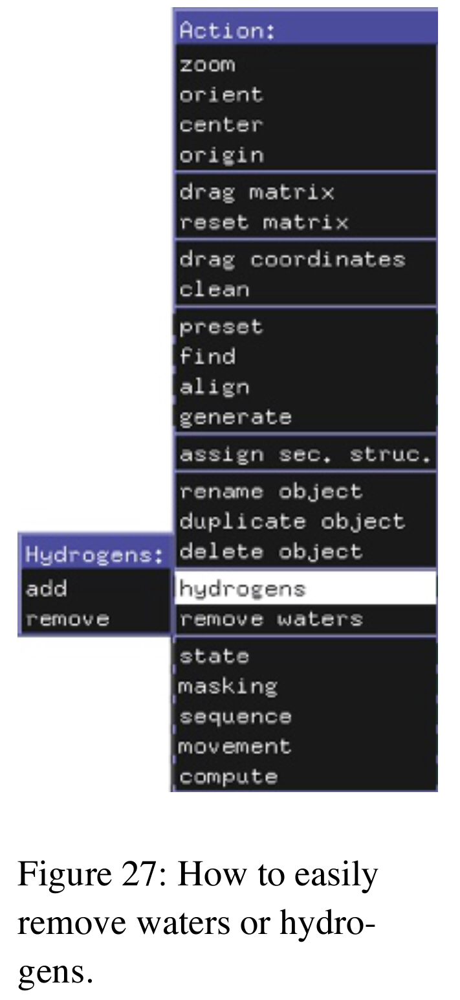 Action:
zoom
orient
center
origin
drag matrix
reset matrix
drag coordinates
clean
preset
find
align
generate
assign sec. struc.
rename object
duplicate object
delete object
hydrogens
remove waters
state
masking
sequence
movement
compute
Hydrogens:
add
remove
Figure 27: How to easily
remove waters or hydro-
gens.